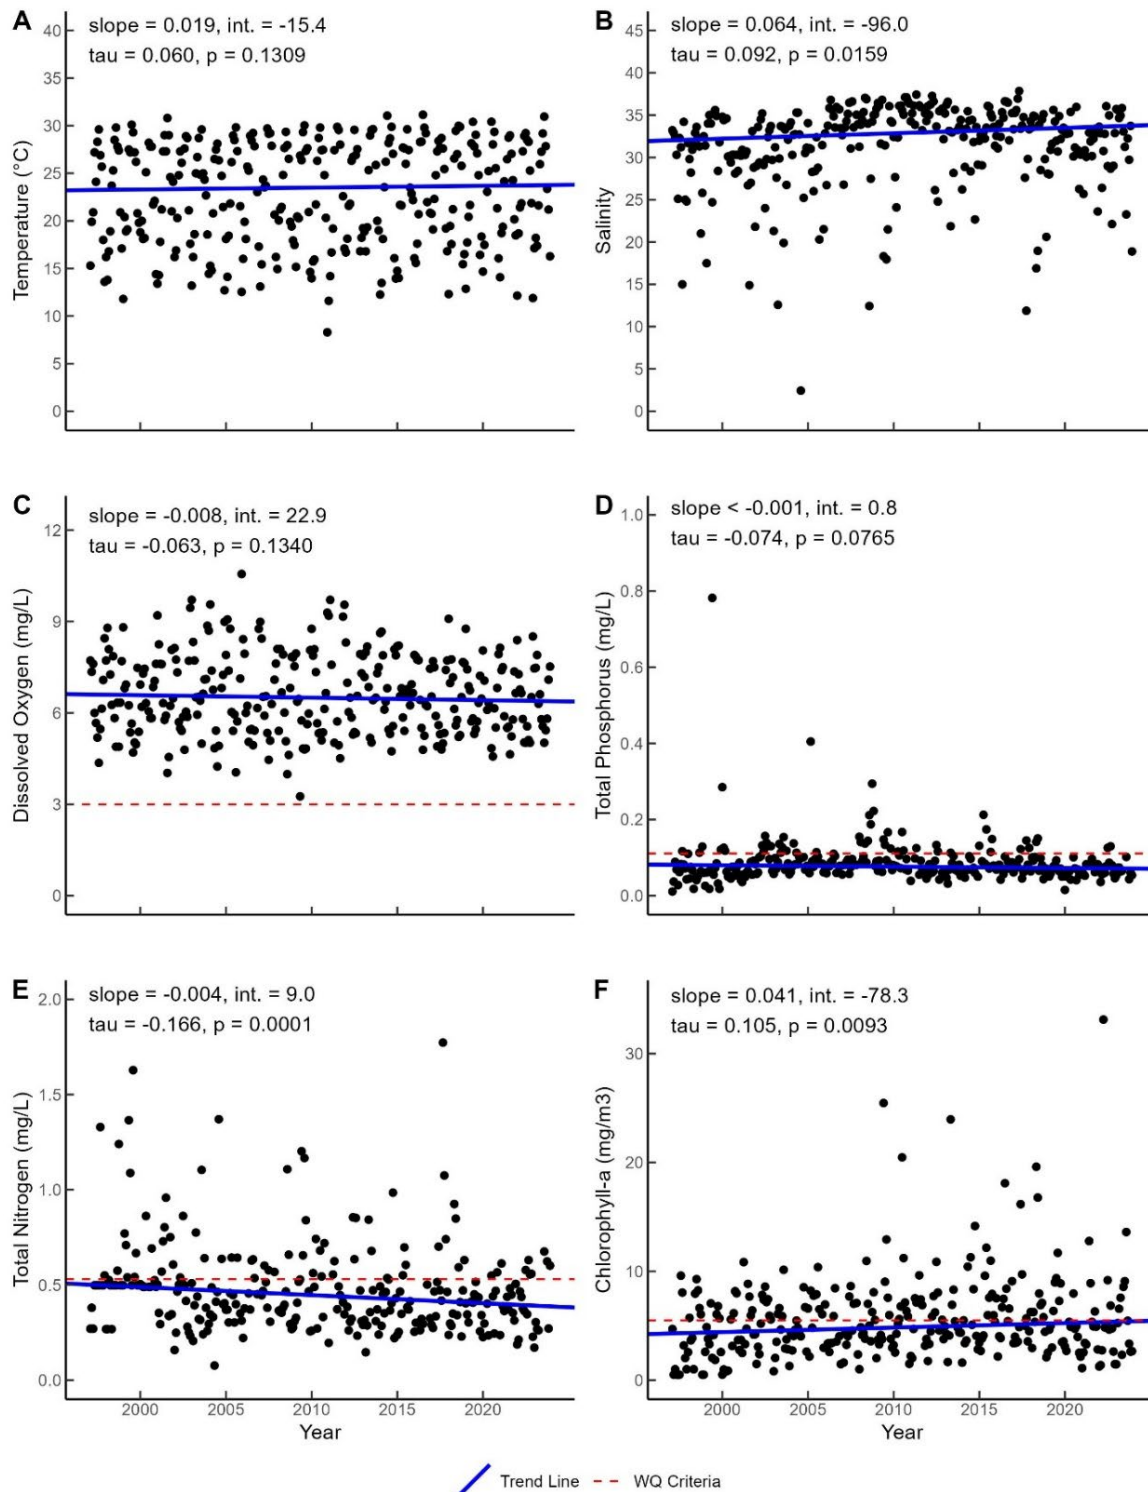 A
slope = 0.019, int. = -15.4
tau = 0.060, p = 0.1309
Temperature (°C)
40
35
30
25
20
15
10
5
0
B
slope = 0.064, int. = -96.0
tau = 0.092, p = 0.0159
Salinity
45
40
35
30
25
20
15
10
5
0
C
slope = -0.008, int. = 22.9
tau = -0.063, p = 0.1340
Dissolved Oxygen (mg/L)
12
9
6
3
0
D
slope < -0.001, int. = 0.8
tau = -0.074, p = 0.0765
Total Phosphorus (mg/L)
1.0
0.8
0.6
0.4
0.2
0.0
E
slope = -0.004, int. = 9.0
tau = -0.166, p = 0.0001
Total Nitrogen (mg/L)
2.0
1.5
1.0
0.5
0.0
2000 2005 2010 2015 2020
Year
F
slope = 0.041, int. = -78.3
tau = 0.105, p = 0.0093
Chlorophyll-a (mg/m3)
30
20
10
0
2000 2005 2010 2015 2020
Year
Trend Line WQ Criteria